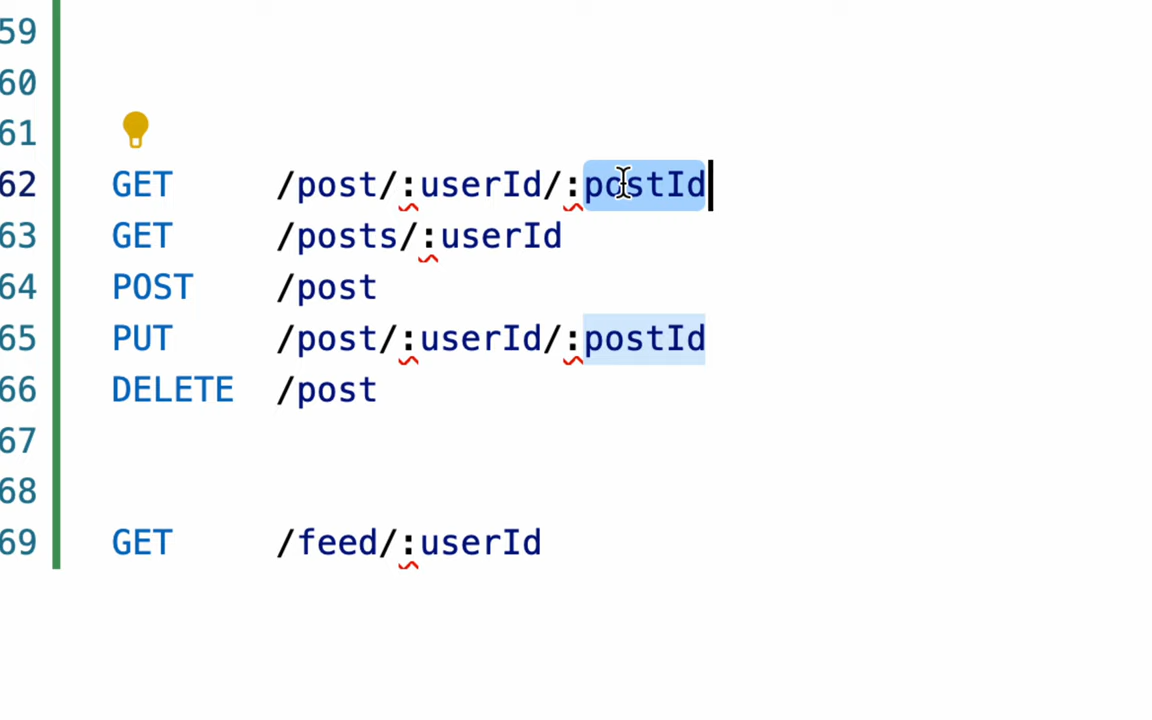 59
60
61
62 GET /post/:userId/:postId
63 GET /posts/:userId
64 POST /post
65 PUT /post/:userId/:postId
66 DELETE /post
67
68
69 GET /feed/:userId